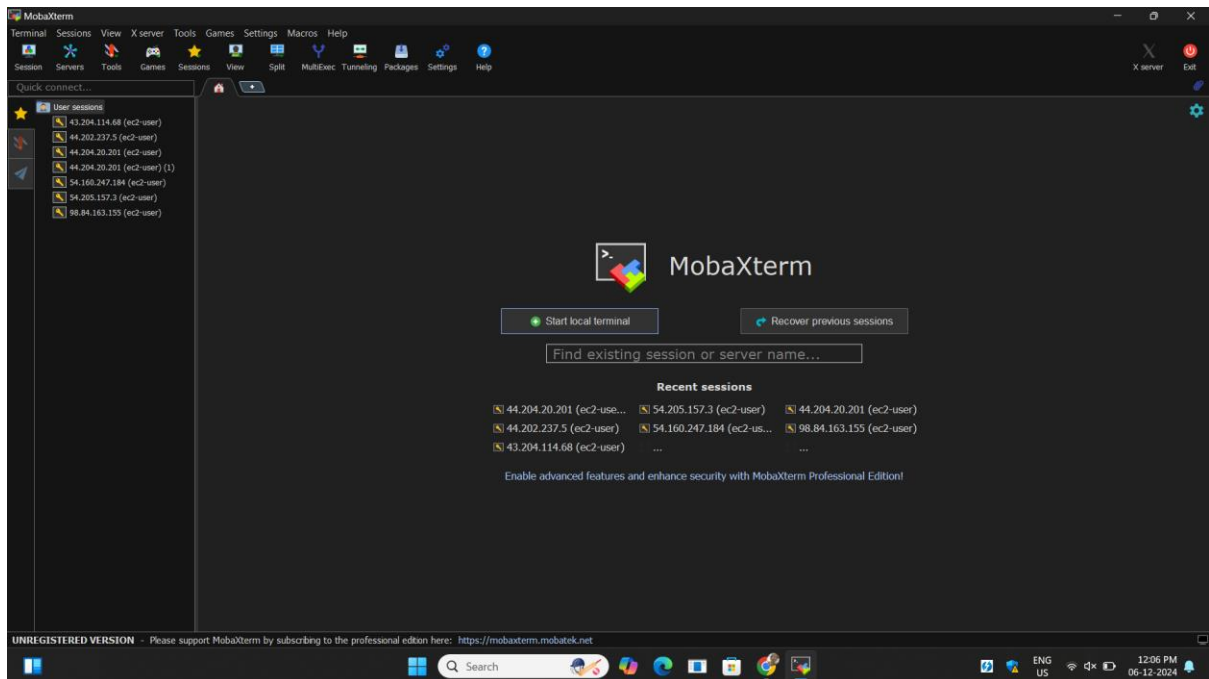 MobaXterm
Terminal Sessions View X server Tools Games Settings Macros Help
Session Servers Tools Games Sessions View Split MultiExec Tunneling Packages Settings Help X server Exit
Quick connect...
User sessions
43.204.114.68 (ec2-user)
44.202.237.5 (ec2-user)
44.204.20.201 (ec2-user)
44.204.20.201 (ec2-user) (1)
54.160.247.184 (ec2-user)
54.205.157.3 (ec2-user)
98.84.163.155 (ec2-user)
MobaXterm
Start local terminal Recover previous sessions
Find existing session or server name...
Recent sessions
44.204.20.201 (ec2-use... 54.205.157.3 (ec2-user) 44.204.20.201 (ec2-user)
44.202.237.5 (ec2-user) 54.160.247.184 (ec2-us... 98.84.163.155 (ec2-user)
43.204.114.68 (ec2-user) ... ...
Enable advanced features and enhance security with MobaXterm Professional Edition!
UNREGISTERED VERSION - Please support MobaXterm by subscribing to the professional edition here: https://mobaxterm.mobatek.net
Search
ENG 12:06 PM
US 06-12-2024